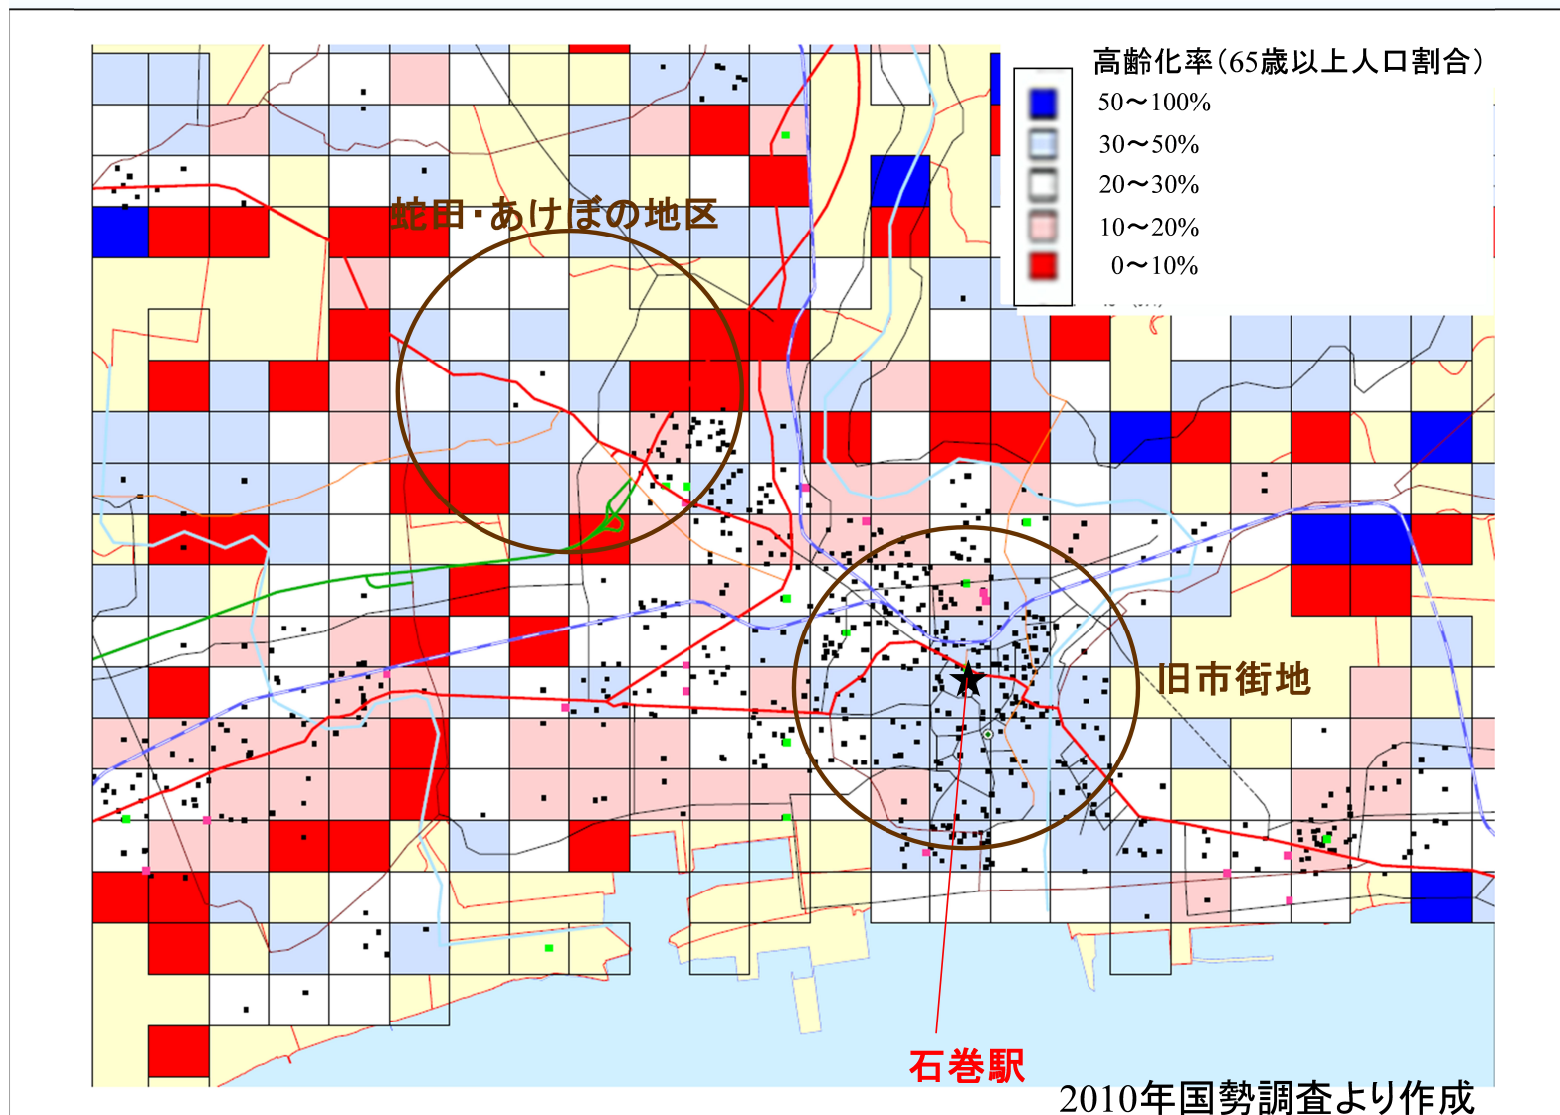 高齢化率（65歳以上人口割合）
50～100%
30～50%
20～30%
10～20%
0～10%
蛇田・あけぼの地区
旧市街地
石巻駅
2010年国勢調査より作成